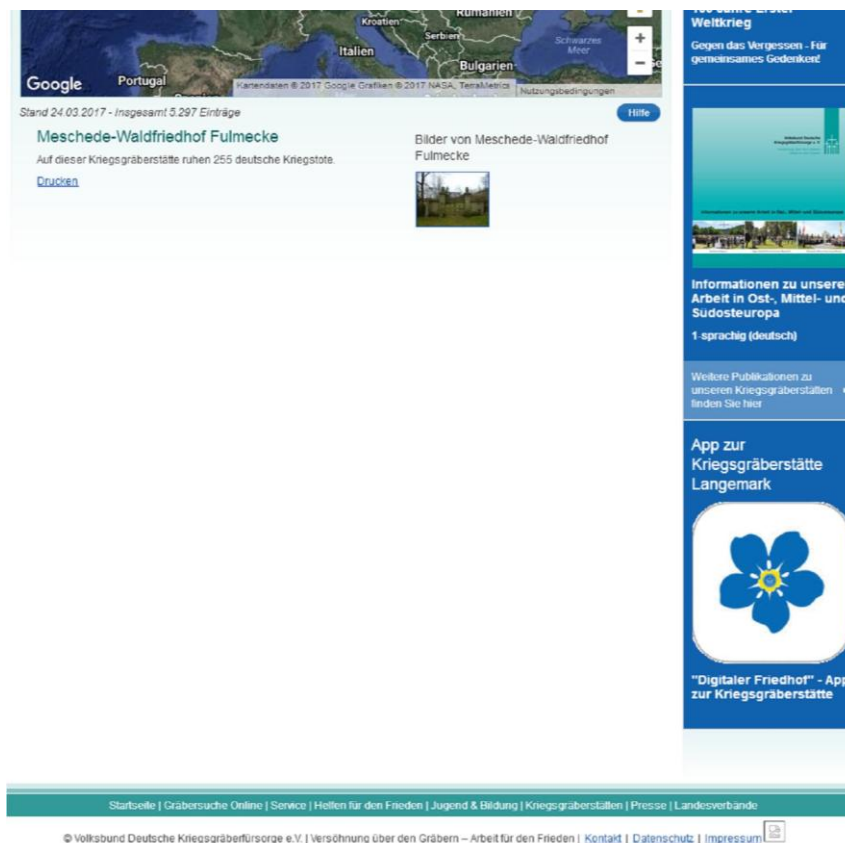 Rumänien
Kroatien
Serbien
Schwarzes
Meer
Italien
Bulgarien
Portugal
Google
Kartendaten © 2017 Google Grafiken © 2017 NASA, TerraMetrics
Nutzungsbedingungen
Stand 24.03.2017 - Insgesamt 5.297 Einträge
Hilfe
Meschede-Waldfriedhof Fulmecke
Auf dieser Kriegsgräberstätte ruhen 255 deutsche Kriegstote.
Drucken
Bilder von Meschede-Waldfriedhof
Fulmecke
Weltkrieg
Gegen das Vergessen - Für
gemeinsames Gedenken!
Informationen zu unsere
Arbeit in Ost-, Mittel- und
Südosteuropa
1-sprachig (deutsch)
Weitere Publikationen zu
unseren Kriegsgräberstätten
finden Sie hier
App zur
Kriegsgräberstätte
Langemark
"Digitaler Friedhof" - App
zur Kriegsgräberstätte
Startseite | Gräbersuche Online | Service | Helfen für den Frieden | Jugend & Bildung | Kriegsgräberstätten | Presse | Landesverbände
© Volksbund Deutsche Kriegsgräberfürsorge e.V. | Versöhnung über den Gräbern – Arbeit für den Frieden | Kontakt | Datenschutz | Impressum